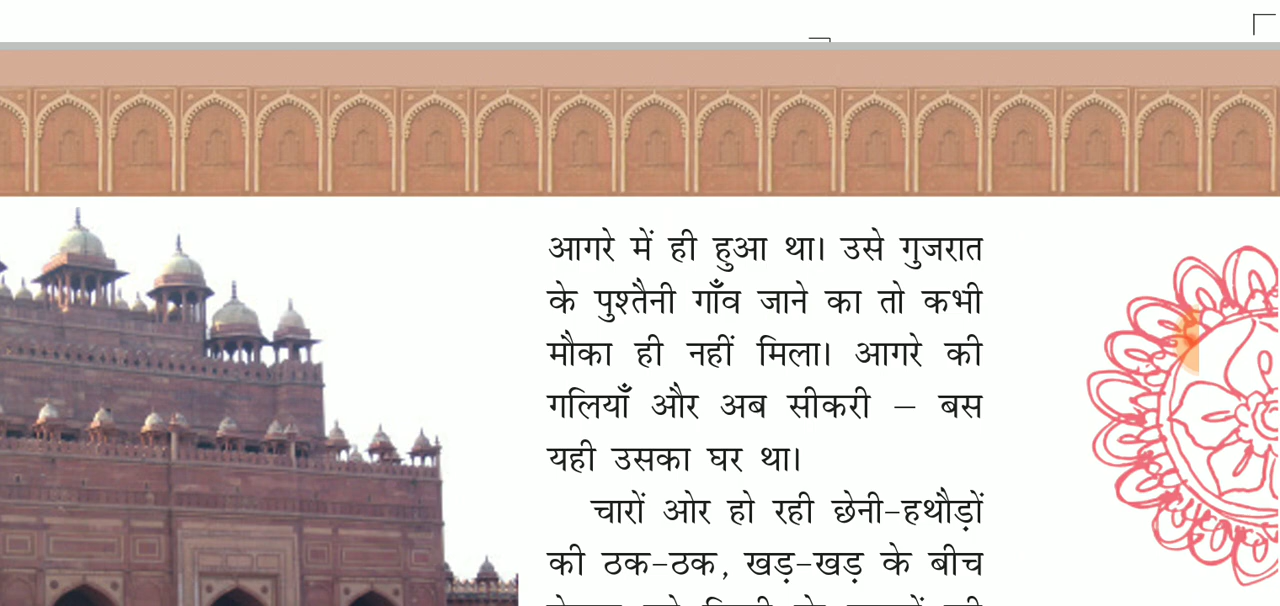 आगरे में ही हुआ था। उसे गुजरात
के पुश्तैनी गाँव जाने का तो कभी
मौका ही नहीं मिला। आगरे की
गलियाँ और अब सीकरी – बस
यही उसका घर था।
चारों ओर हो रही छेनी-हथौड़ों
की ठक-ठक, खड़-खड़ के बीच